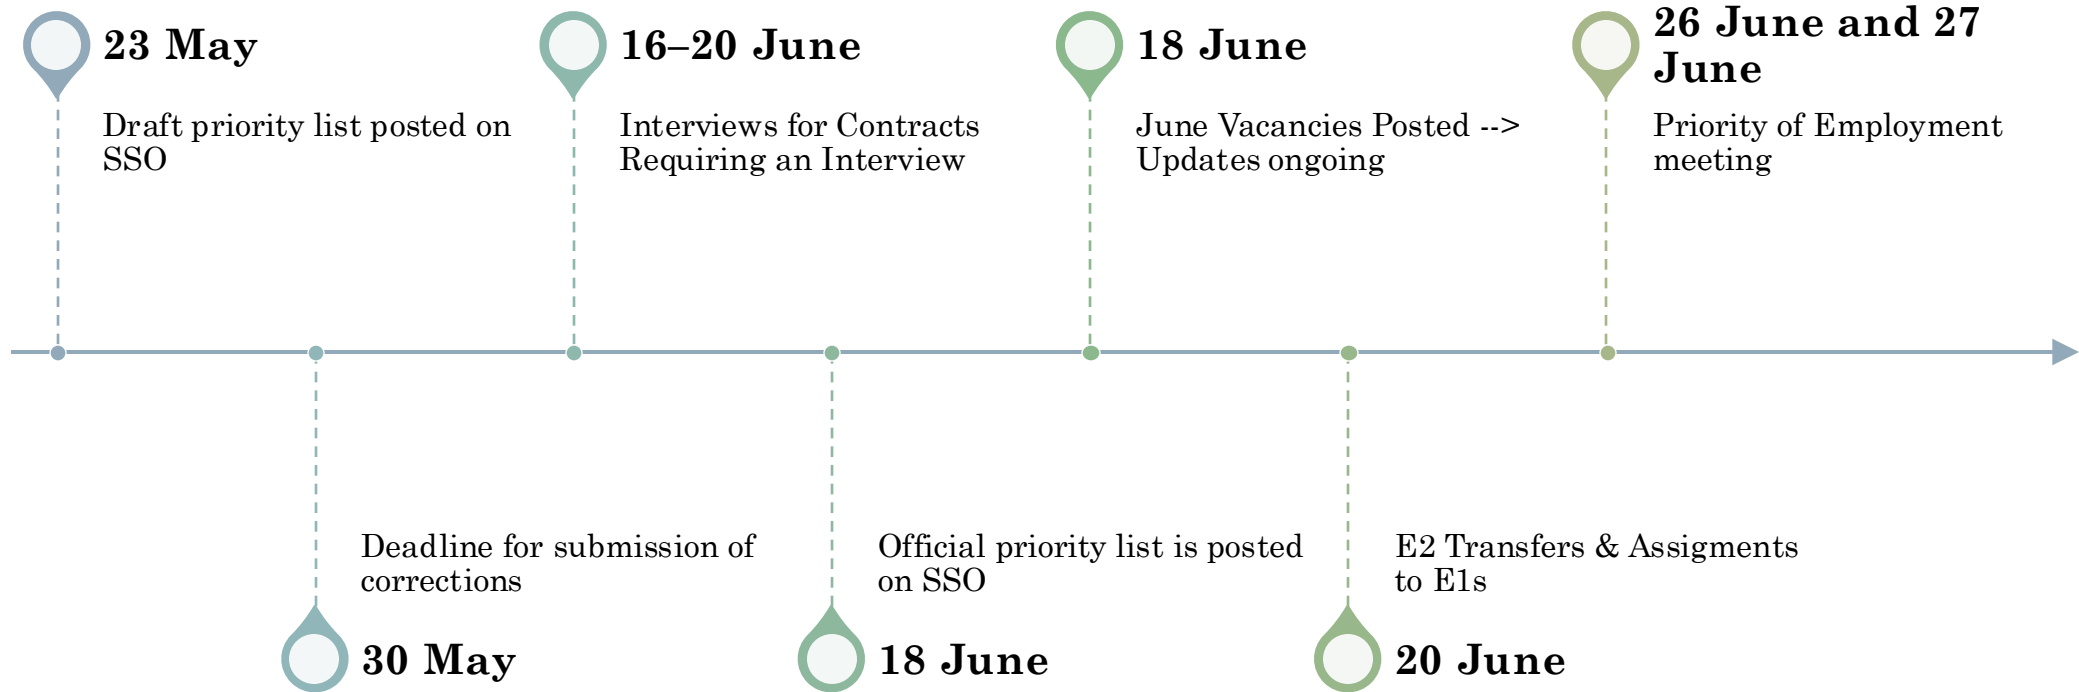 23 May
Draft priority list posted on
SSO
16–20 June
Interviews for Contracts
Requiring an Interview
18 June
June Vacancies Posted -->
Updates ongoing
26 June and 27
June
Priority of Employment
meeting
Deadline for submission of
corrections
30 May
Official priority list is posted
on SSO
18 June
E2 Transfers & Assigments
to E1s
20 June